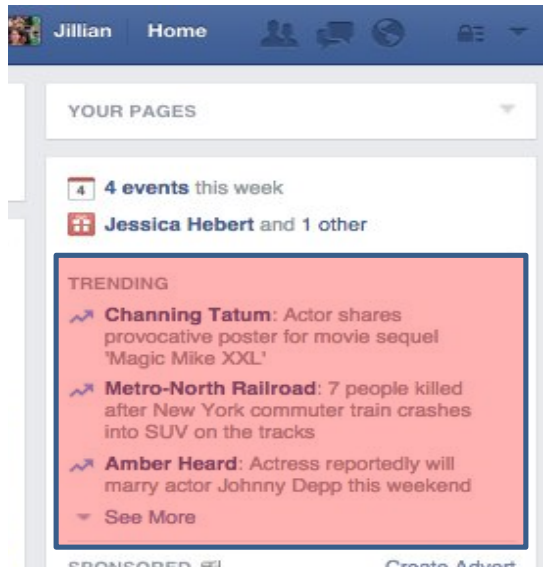 Jillian Home
YOUR PAGES
4 4 events this week
Jessica Hebert and 1 other
TRENDING
Channing Tatum: Actor shares
provocative poster for movie sequel
'Magic Mike XXL'
Metro-North Railroad: 7 people killed
after New York commuter train crashes
into SUV on the tracks
Amber Heard: Actress reportedly will
marry actor Johnny Depp this weekend
See More
SPONSORED Create Advert